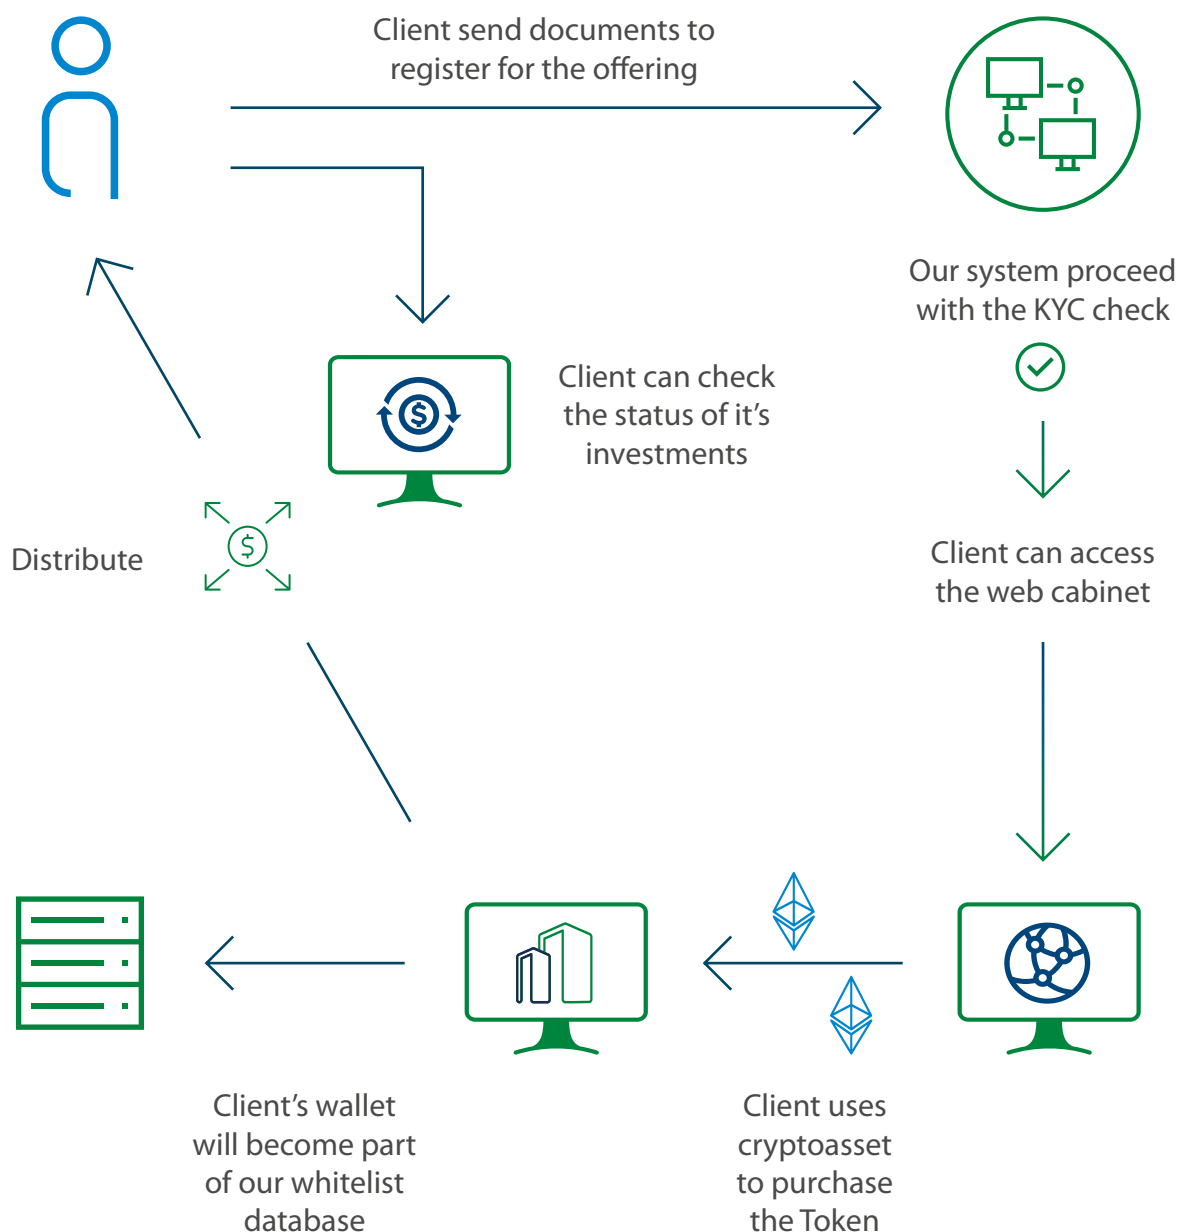 Client send documents to
register for the offering
Our system proceed
with the KYC check
Client can check
the status of it’s
investments
Distribute
$
$
Client can access
the web cabinet
Client’s wallet
will become part
of our whitelist
database
Client uses
cryptoasset
to purchase
the Token